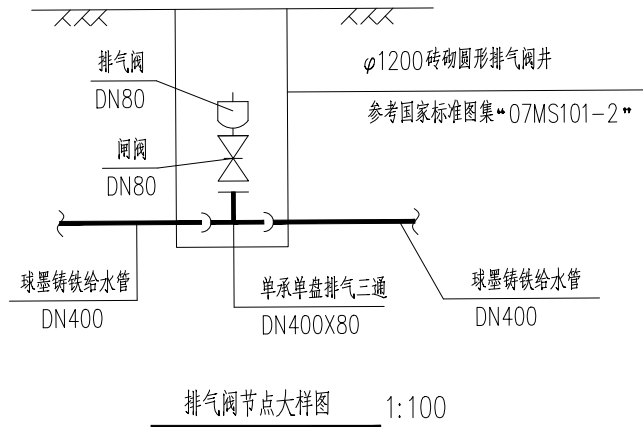 排气阀
DN80
φ1200砖砌圆形排气阀井
参考国家标准图集“07MS101-2”
闸阀
DN80
球墨铸铁给水管
DN400
单承单盘排气三通
DN400X80
球墨铸铁给水管
DN400
排气阀节点大样图 1:100